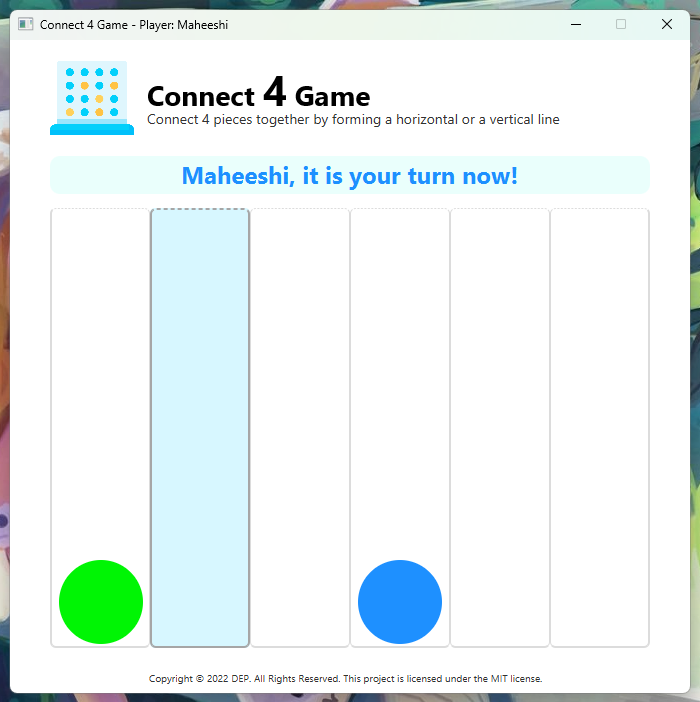 Connect 4 Game - Player: Maheeshi
Connect 4 Game
Connect 4 pieces together by forming a horizontal or a vertical line
Maheeshi, it is your turn now!
Copyright © 2022 DEP. All Rights Reserved. This project is licensed under the MIT license.